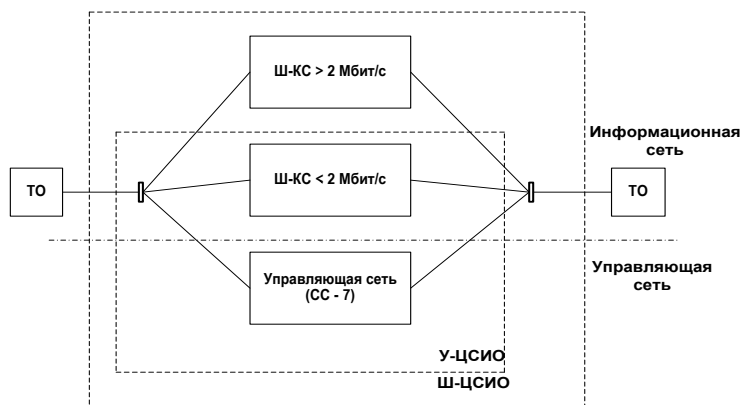 Ш-КС > 2 Мбит/с
Информационная
сеть
ТО
Ш-КС < 2 Мбит/с
ТО
Управляющая сеть
(СС - 7)
Управляющая
сеть
У-ЦСИО
Ш-ЦСИО